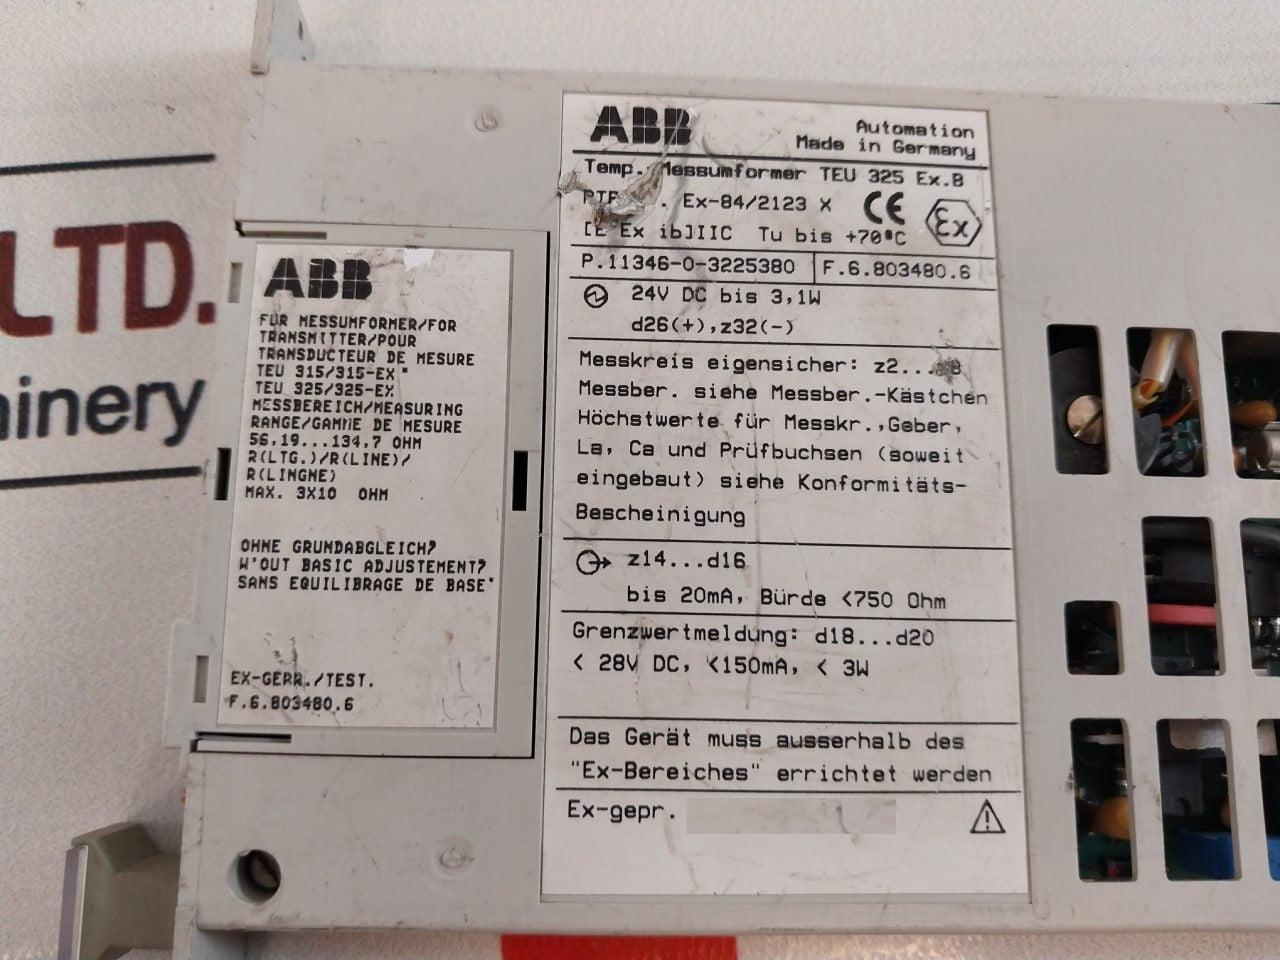 LTD.
hinery
ABB
FÜR MESSUMFORMER/FOR
TRANSMITTER/POUR
TRANSDUCTEUR DE MESURE
TEU 315/315-EX
TEU 325/325-EX
MESSBEREICH/MEASURING
RANGE/GAMME DE MESURE
56.19...134,7 OHM
R(LTG.)/R(LINE)/
R(LINGNE)
MAX. 3X10 OHM
OHNE GRUNDABGLEICH?
W'OUT BASIC ADJUSTEMENT?
SANS EQUILIBRAGE DE BASE
EX-GEPR./TEST.
F.6.803480.6
ABB
Automation
Made in Germany
Temp. Messumformer TEU 325 Ex.B
Ex-84/2123 X CE Ex
Ex ib]IIC Tu bis +70°C
P.11346-0-3225380 F.6.803480.6
24V DC bis 3,1W
d26(+),z32(-)
Messkreis eigensicher: z2...
Messber. siehe Messber.-Kästchen
Höchstwerte für Messkr.,Geber,
La, Ca und Prüfbuchsen (soweit
eingebaut) siehe Konformitäts-
Bescheinigung
z14...d16
bis 20mA, Bürde <750 Ohm
Grenzwertmeldung: d18...d20
< 28V DC, <150mA, < 3W
Das Gerät muss ausserhalb des
"Ex-Bereiches" errichtet werden
Ex-gepr.